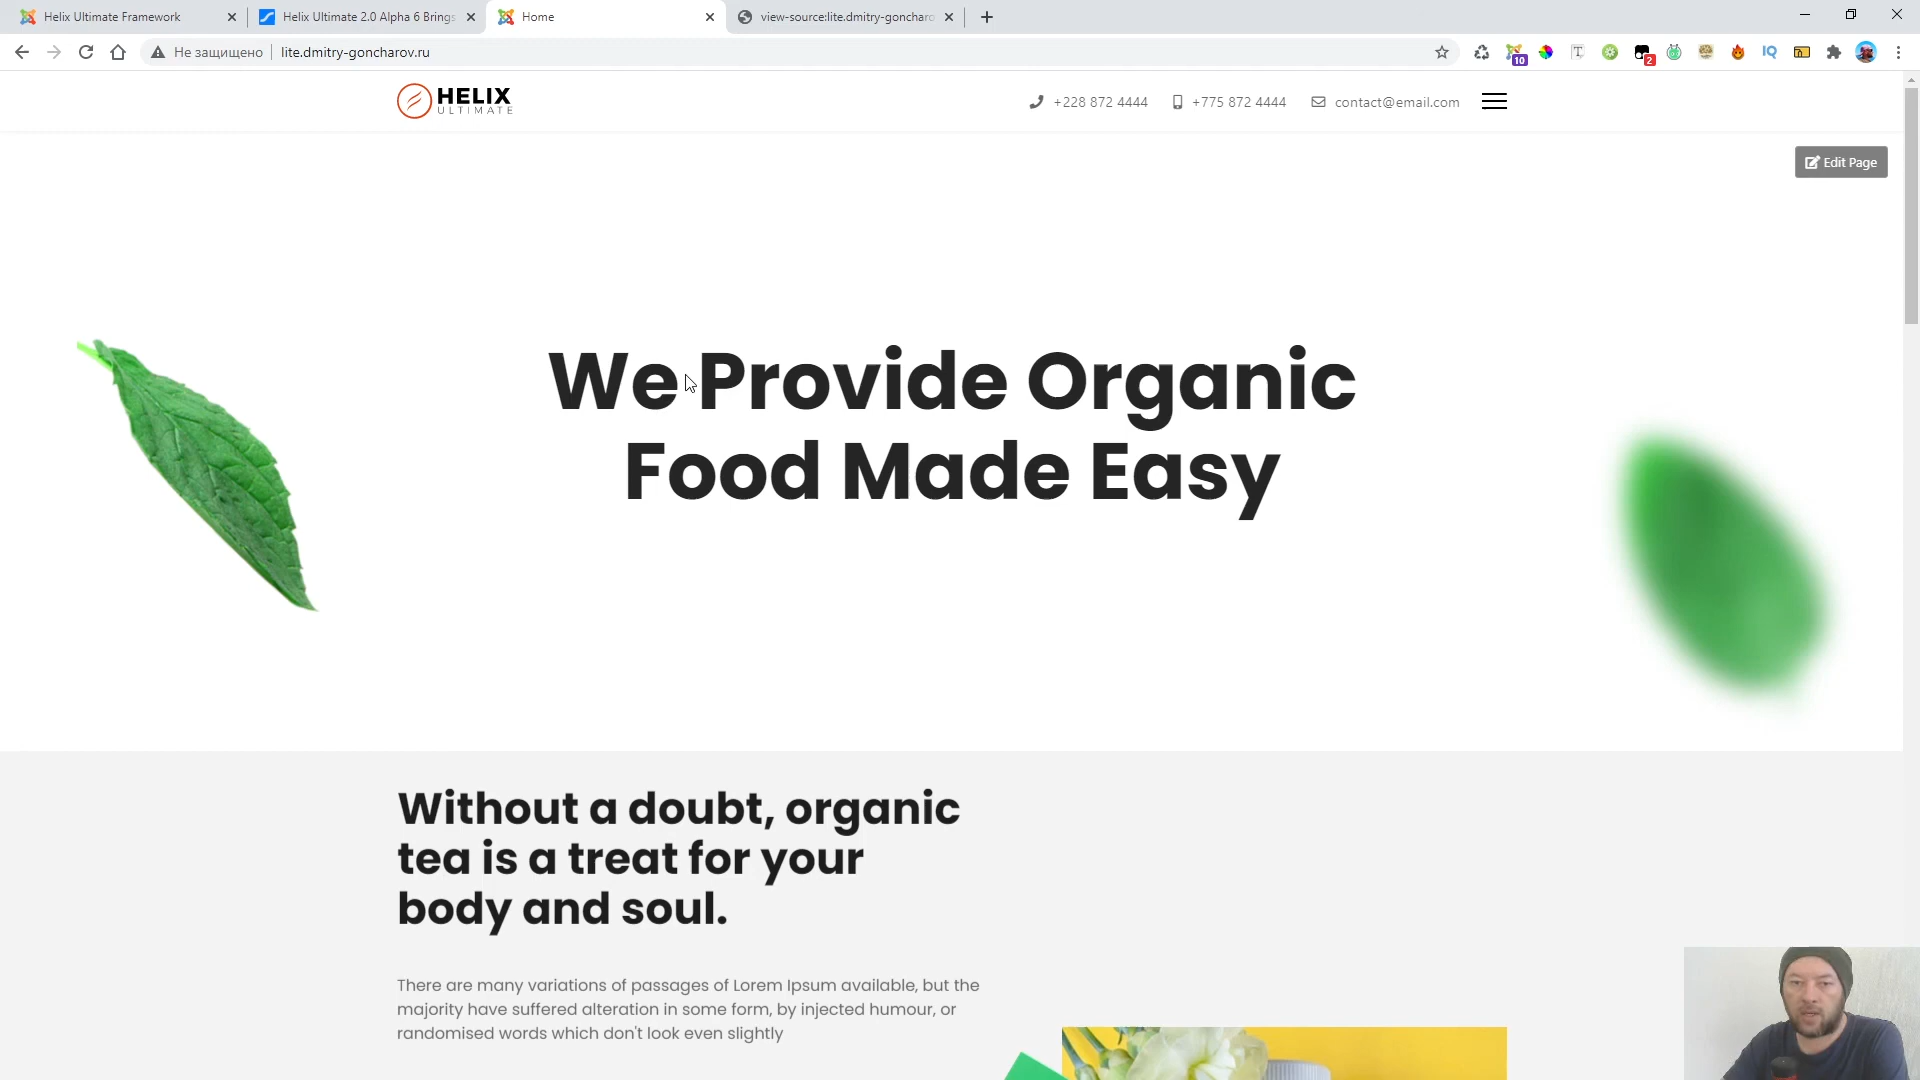 Helix Ultimate Framework
Helix Ultimate 2.0 Alpha 6 Brings
Home
view-source:lite.dmitry-goncharo
Не защищено
lite.dmitry-goncharov.ru
10
T
2
IQ
HELIX
ULTIMATE
+228 872 4444
+775 872 4444
contact@email.com
Edit Page
We Provide Organic
Food Made Easy
Without a doubt, organic
tea is a treat for your
body and soul.
There are many variations of passages of Lorem Ipsum available, but the
majority have suffered alteration in some form, by injected humour, or
randomised words which don't look even slightly